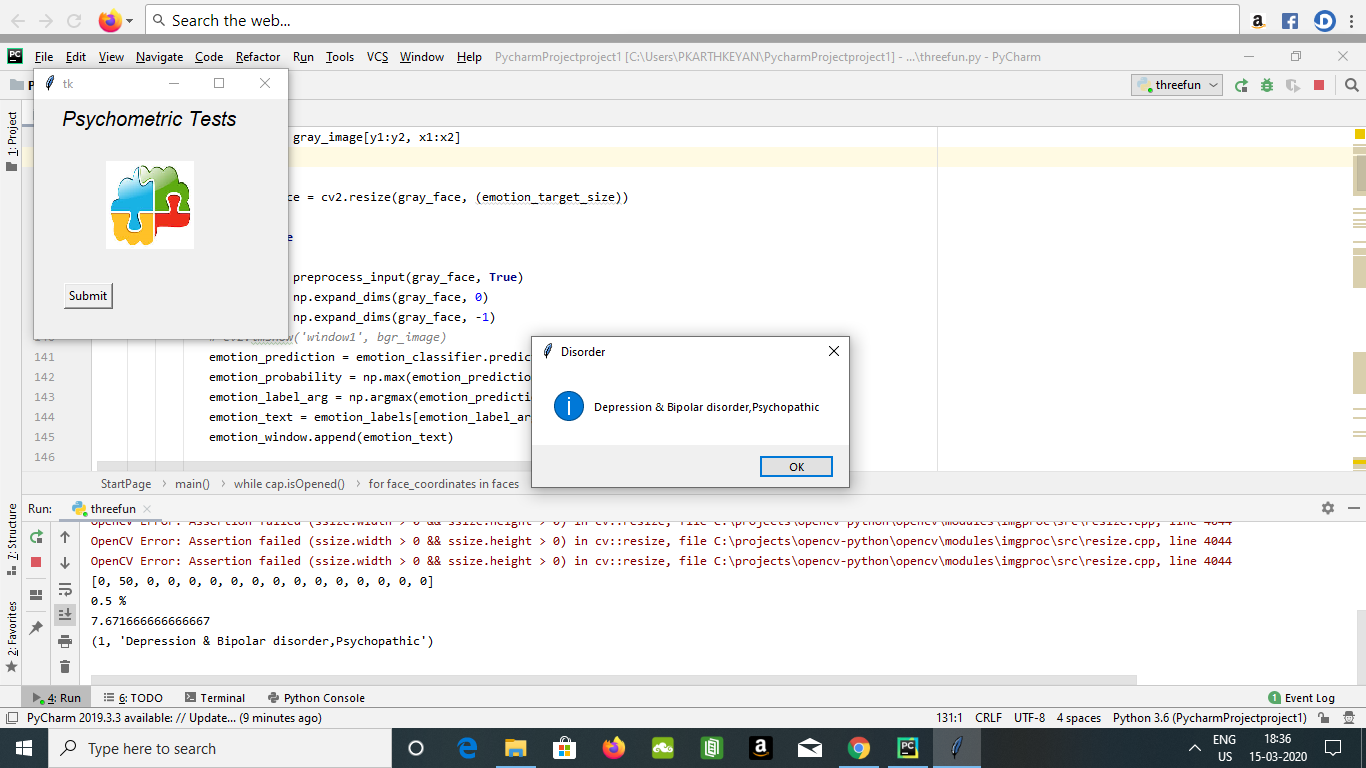 Search the web...
File Edit View Navigate Code Refactor Run Tools VCS Window Help PycharmProjectproject1 [C:\Users\PKARTHKEYAN\PycharmProjectproject1] - ...\threefun.py - PyCharm
tk
P
threefun
Psychometric Tests
1: Project
gray_image[y1:y2, x1:x2]
ce = cv2.resize(gray_face, (emotion_target_size))
e
preprocess_input(gray_face, True)
np.expand_dims(gray_face, 0)
Submit
np.expand_dims(gray_face, -1)
# cv2.imshow('window1', bgr_image)
141 emotion_prediction = emotion_classifier.predic
142 emotion_probability = np.max(emotion_predictio
143 emotion_label_arg = np.argmax(emotion_predicti
144 emotion_text = emotion_labels[emotion_label_ar
145 emotion_window.append(emotion_text)
146
Disorder
Depression & Bipolar disorder,Psychopathic
OK
StartPage main() while cap.isOpened() for face_coordinates in faces
Run: threefun
7: Structure
2: Favorites
OpenCV Error: Assertion failed (ssize.width > 0 && ssize.height > 0) in cv::resize, file C:\projects\opencv-python\opencv\modules\imgproc\src\resize.cpp, line 4044
OpenCV Error: Assertion failed (ssize.width > 0 && ssize.height > 0) in cv::resize, file C:\projects\opencv-python\opencv\modules\imgproc\src\resize.cpp, line 4044
OpenCV Error: Assertion failed (ssize.width > 0 && ssize.height > 0) in cv::resize, file C:\projects\opencv-python\opencv\modules\imgproc\src\resize.cpp, line 4044
[0, 50, 0, 0, 0, 0, 0, 0, 0, 0, 0, 0, 0, 0, 0, 0]
0.5 %
7.671666666666667
(1, 'Depression & Bipolar disorder,Psychopathic')
4: Run 6: TODO Terminal Python Console 1 Event Log
PyCharm 2019.3.3 available: // Update... (9 minutes ago) 131:1 CRLF UTF-8 4 spaces Python 3.6 (PycharmProjectproject1)
Type here to search
ENG
US
18:36
15-03-2020